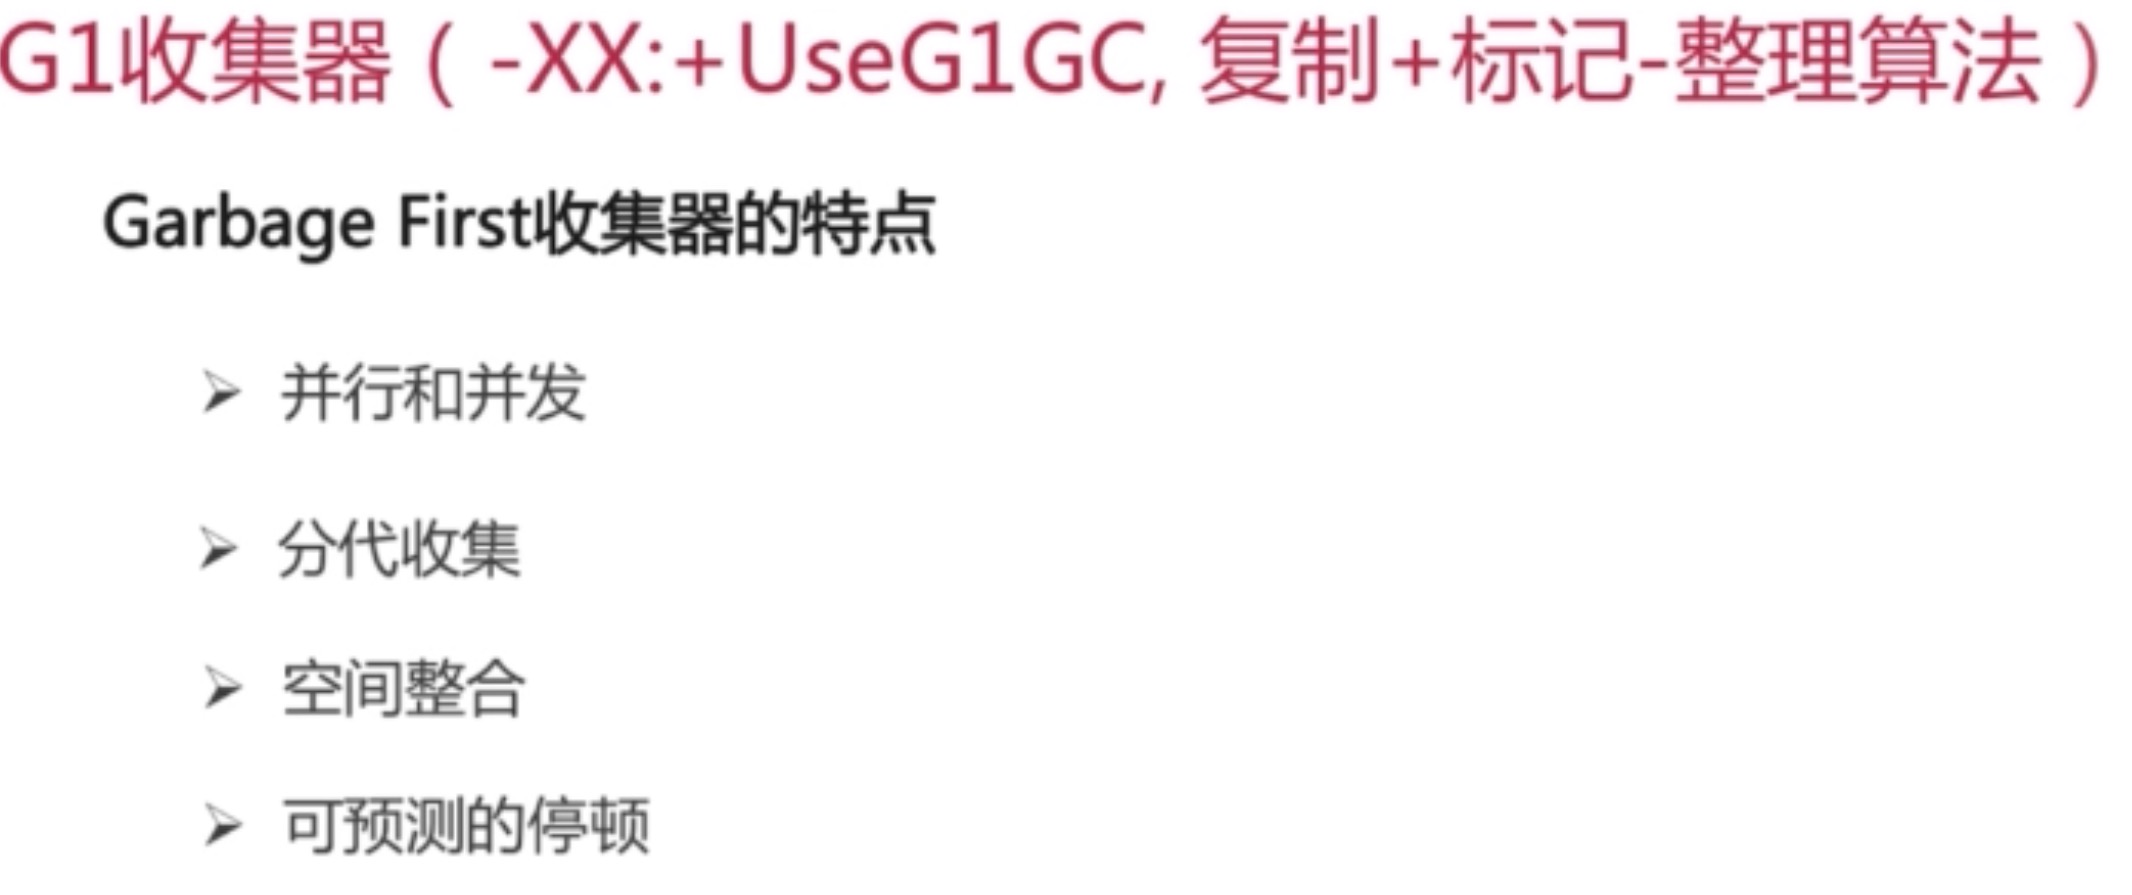 G1收集器（-XX:+UseG1GC, 复制+标记-整理算法）
Garbage First收集器的特点
并行和并发
分代收集
空间整合
可预测的停顿